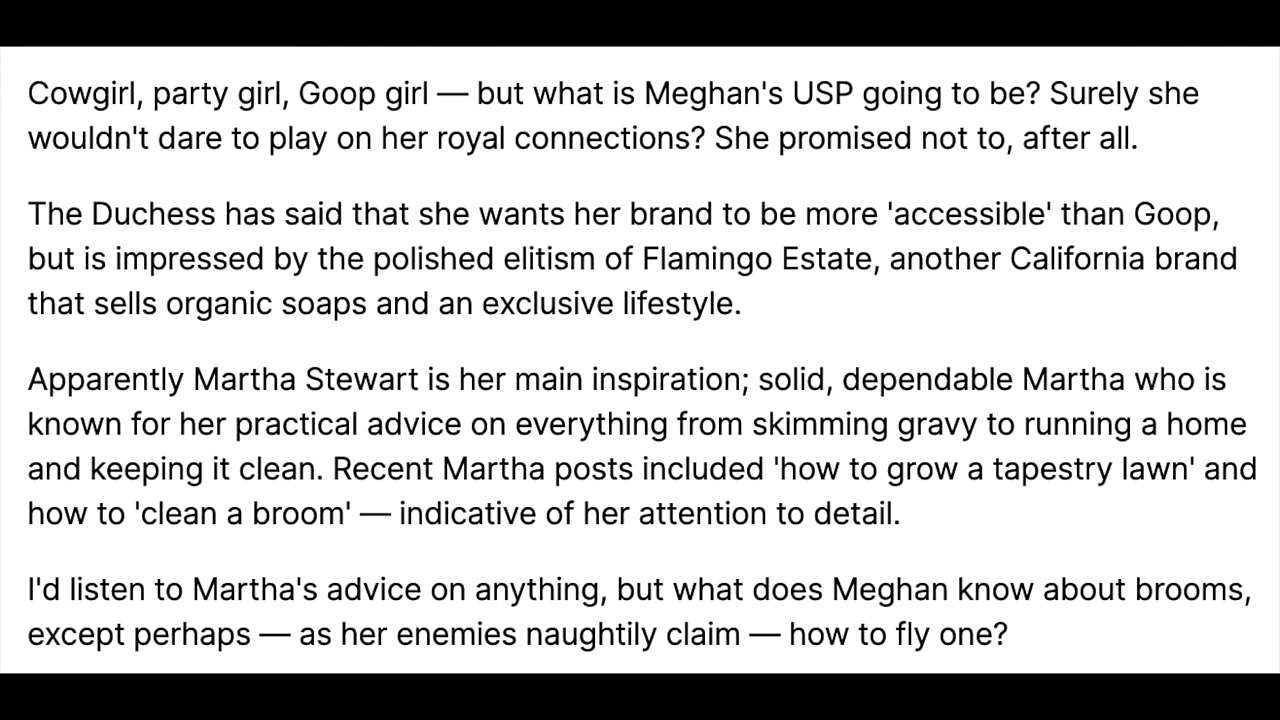 Cowgirl, party girl, Goop girl — but what is Meghan's USP going to be? Surely she
wouldn't dare to play on her royal connections? She promised not to, after all.
The Duchess has said that she wants her brand to be more 'accessible' than Goop,
but is impressed by the polished elitism of Flamingo Estate, another California brand
that sells organic soaps and an exclusive lifestyle.
Apparently Martha Stewart is her main inspiration; solid, dependable Martha who is
known for her practical advice on everything from skimming gravy to running a home
and keeping it clean. Recent Martha posts included 'how to grow a tapestry lawn' and
how to 'clean a broom' — indicative of her attention to detail.
I'd listen to Martha's advice on anything, but what does Meghan know about brooms,
except perhaps — as her enemies naughtily claim — how to fly one?